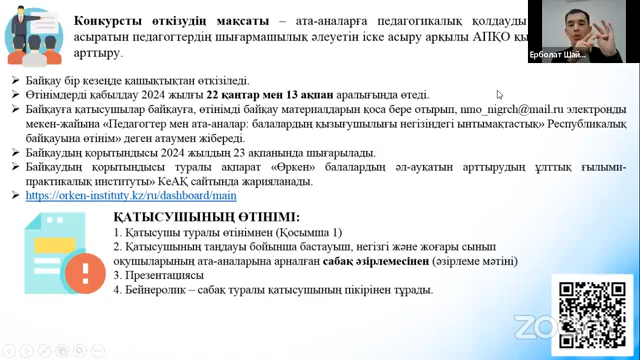 Конкурсты өткізудің мақсаты – ата-аналарға педагогикалық қолдауды
асыратын педагогтердің шығармашылық әлеуетін іске асыру арқылы АПҚО
арттыру.
Ерболат Шай...
➤ Байқау бір кезеңде қашықтықтан өткізіледі.
➤ Өтінімдерді қабылдау 2024 жылғы 22 қаңтар мен 13 ақпан аралығында өтеді.
➤ Байқауға қатысушылар байқауға, өтінімді байқау материалдарын қоса бере отырып, nmo_nigrch@mail.ru электронды
мекен-жайына «Педагогтер мен ата-аналар: балалардың қызығушылығы негізіндегі ынтымақтастық» Республикалық
байқауына өтінім» деген атаумен жібереді.
➤ Байқаудың қорытындысы 2024 жылдың 23 ақпанында шығарылады.
➤ Байқаудың қорытындысы туралы ақпарат «Өркен» балалардың әл-ауқатын арттырудың ұлттық ғылыми-
практикалық институты» КеАҚ сайтында жарияланады.
➤ https://orken-instituty.kz/ru/dashboard/main
ҚАТЫСУШЫНЫҢ ӨТІНІМІ:
1. Қатысушы туралы өтінімнен (Қосымша 1)
2. Қатысушының таңдауы бойынша бастауыш, негізгі және жоғары сынып
оқушыларының ата-аналарына арналған сабақ әзірлемесінен (әзірлеме мәтіні)
3. Презентациясы
4. Бейнеролик – сабақ туралы қатысушының пікірінен тұрады.
zoom